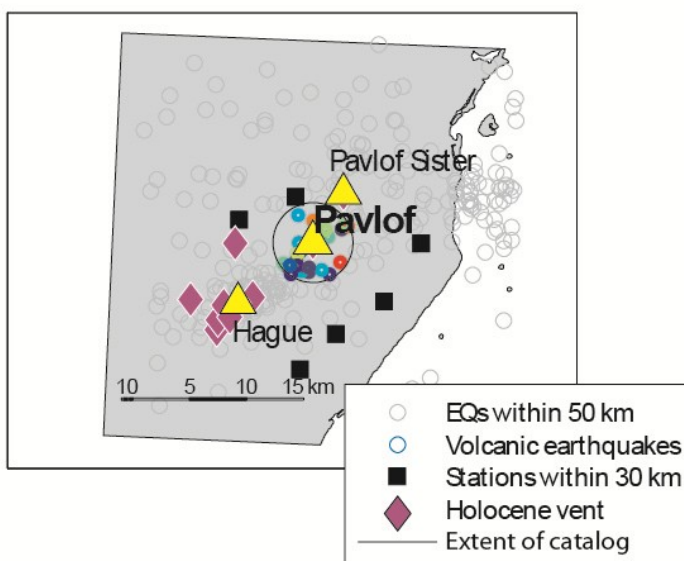 Pavlof Sister
Pavlof
Hague
10 5 10 15 km
EQs within 50 km
Volcanic earthquakes
Stations within 30 km
Holocene vent
Extent of catalog